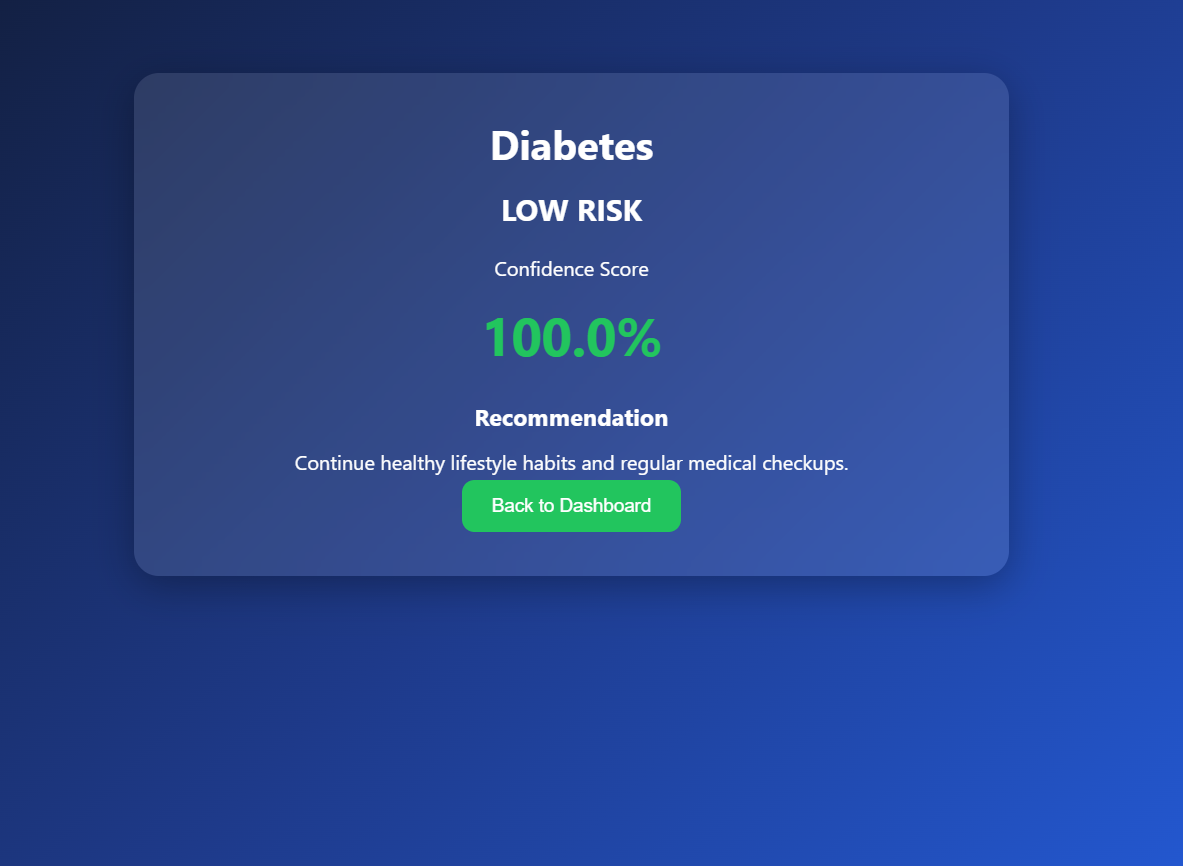 Diabetes
LOW RISK
Confidence Score
100.0%
Recommendation
Continue healthy lifestyle habits and regular medical checkups.
Back to Dashboard